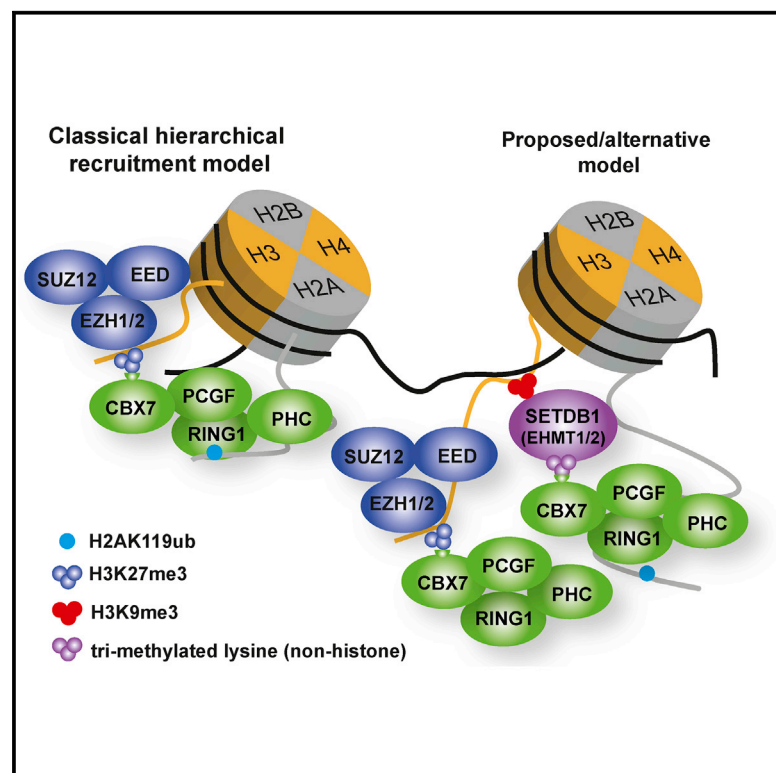 Classical hierarchical
recruitment model
Proposed/alternative
model
H2B
H3
H4
H2A
SUZ12
EED
EZH1/2
CBX7
PCGF
RING1
PHC
H2B
H3
H4
H2A
SETDB1
(EHMT1/2)
SUZ12
EED
EZH1/2
CBX7
PCGF
RING1
PHC
CBX7
PCGF
RING1
PHC
H2AK119ub
H3K27me3
H3K9me3
tri-methylated lysine (non-histone)